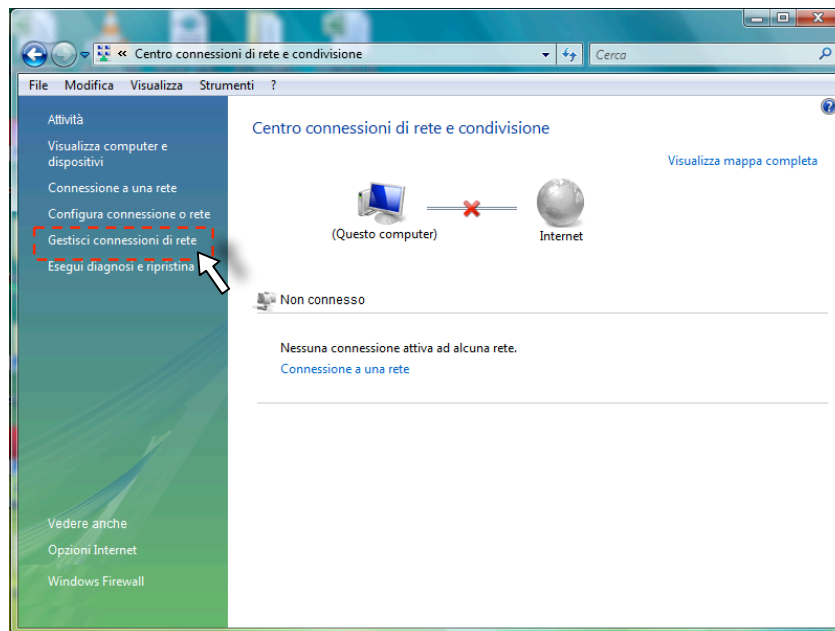 « Centro connessioni di rete e condivisione
Cerca
File Modifica Visualizza Strumenti ?
Attività
Visualizza computer e
dispositivi
Connessione a una rete
Configura connessione o rete
Gestisci connessioni di rete
Esegui diagnosi e ripristina
Centro connessioni di rete e condivisione
Visualizza mappa completa
(Questo computer)
Internet
Non connesso
Nessuna connessione attiva ad alcuna rete.
Connessione a una rete
Vedere anche
Opzioni Internet
Windows Firewall